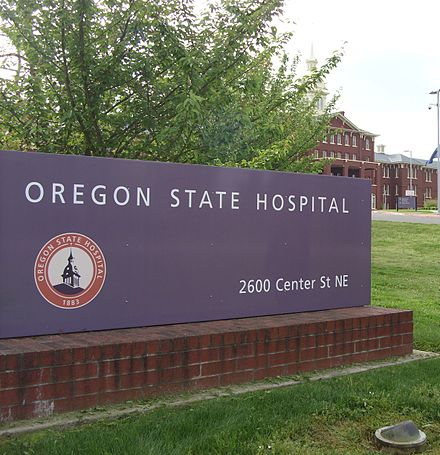 OREGON STATE HOSPITAL
OREGON STATE HOSPITAL
1883
2600 Center St NE